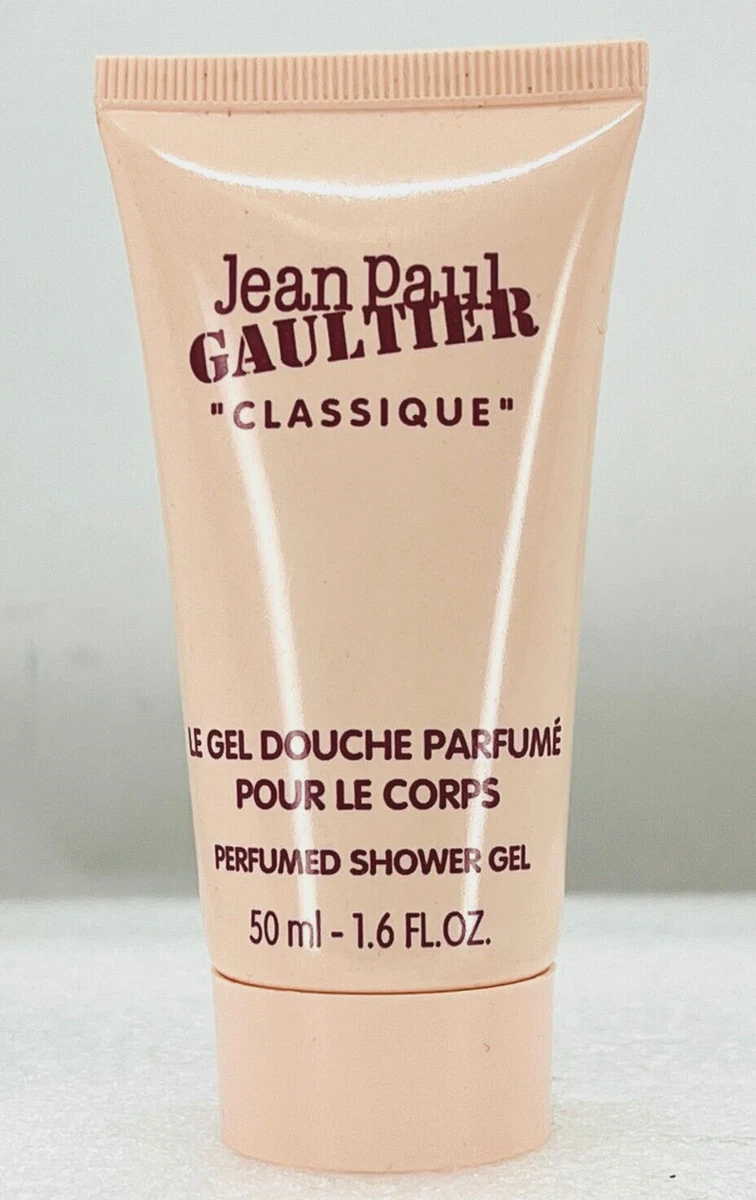 Jean Paul
GAULTIER
"CLASSIQUE"
LE GEL DOUCHE PARFUMÉ
POUR LE CORPS
PERFUMED SHOWER GEL
50 ml - 1.6 FL.OZ.